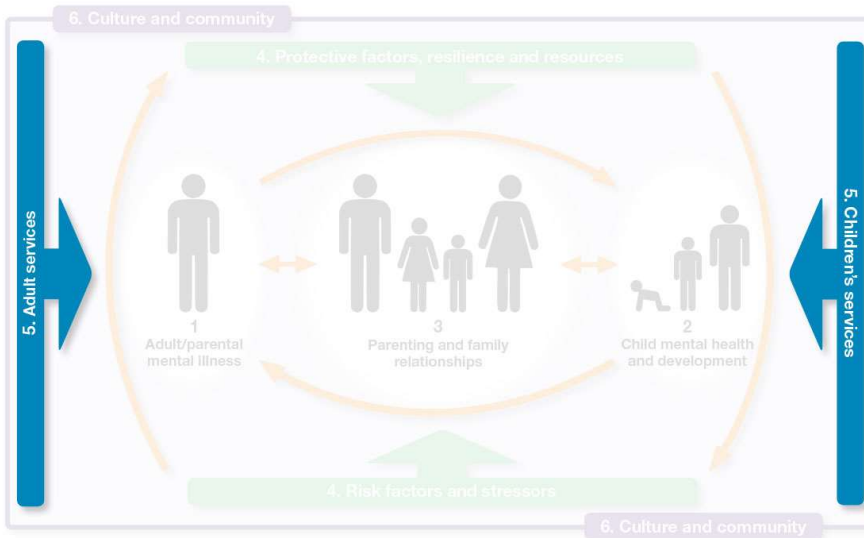 6. Culture and community
4. Protective factors, resilience and resources
5. Adult services
5. Children's services
1
Adult/parental
mental illness
3
Parenting and family
relationships
2
Child mental health
and development
4. Risk factors and stressors
6. Culture and community